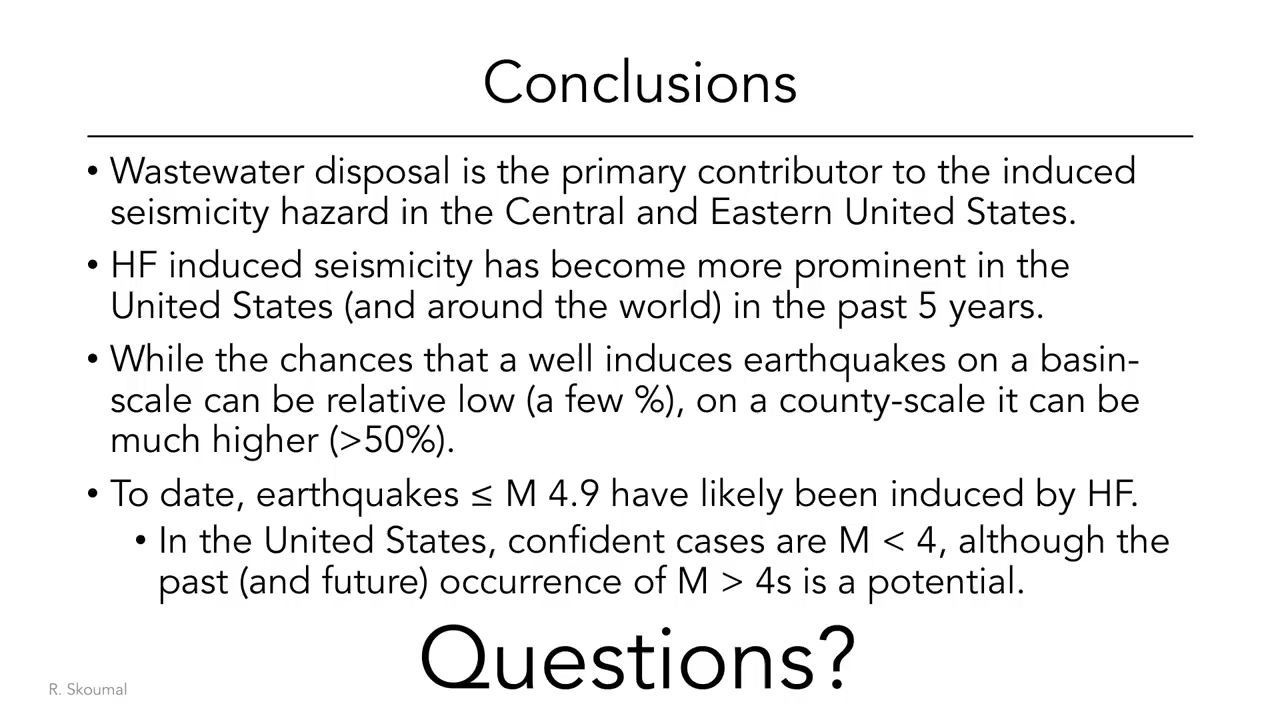 Conclusions
• Wastewater disposal is the primary contributor to the induced
seismicity hazard in the Central and Eastern United States.
• HF induced seismicity has become more prominent in the
United States (and around the world) in the past 5 years.
• While the chances that a well induces earthquakes on a basin-
scale can be relative low (a few %), on a county-scale it can be
much higher (>50%).
• To date, earthquakes ≤ M 4.9 have likely been induced by HF.
• In the United States, confident cases are M < 4, although the
past (and future) occurrence of M > 4s is a potential.
Questions?
R. Skoumal